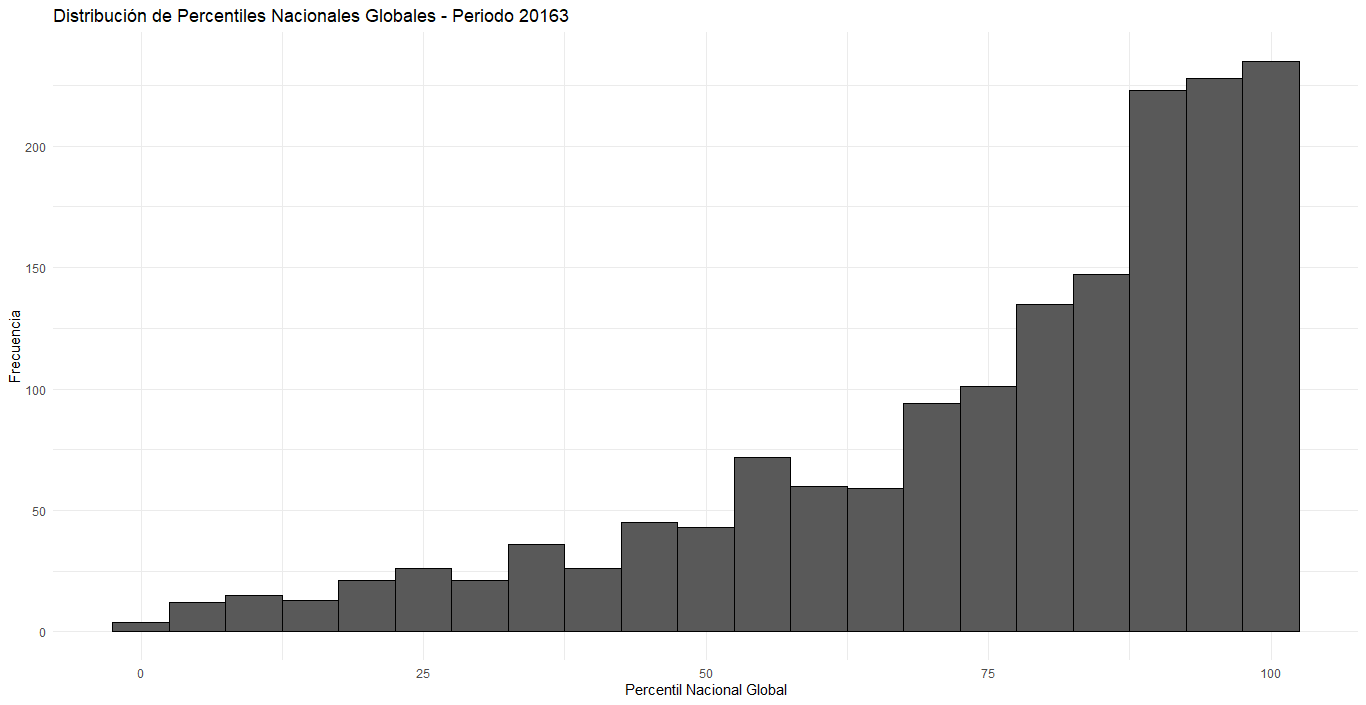 Distribución de Percentiles Nacionales Globales - Periodo 20163
Frecuencia
200
150
100
50
0
0 25 50 75 100
Percentil Nacional Global